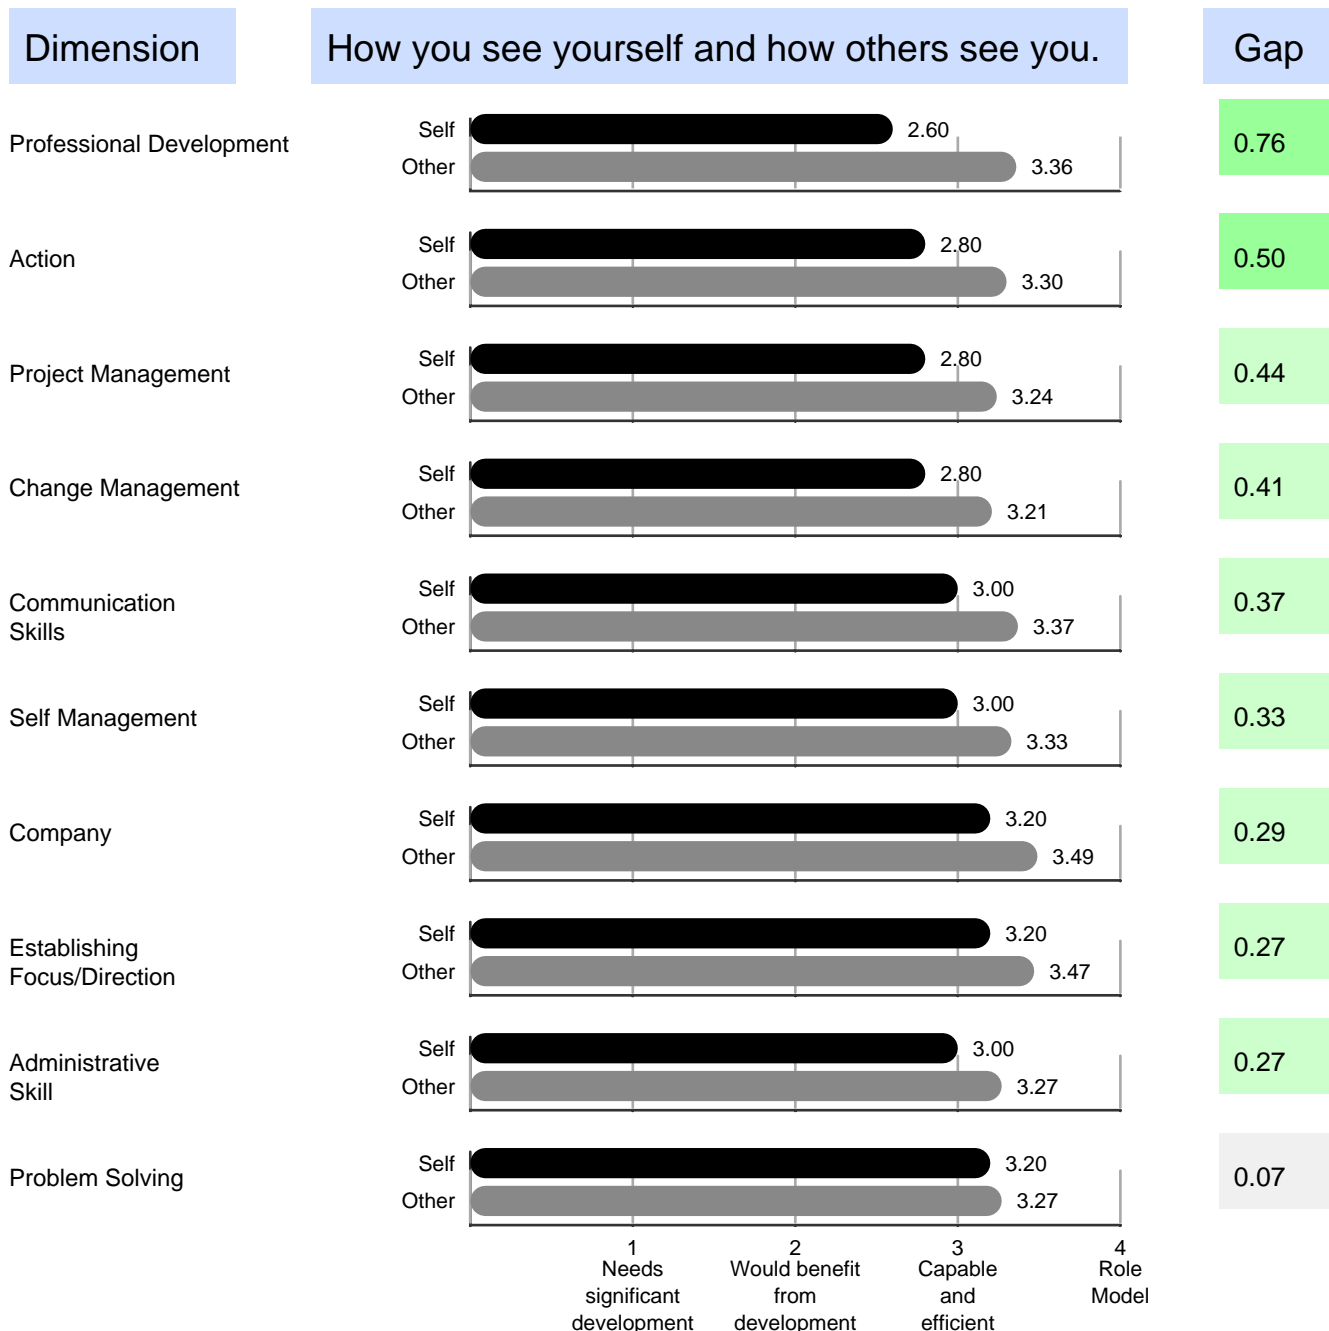 Dimension
How you see yourself and how others see you.
Gap
Professional Development
Self
2.60
Other
3.36
0.76
Action
Self
2.80
Other
3.30
0.50
Project Management
Self
2.80
Other
3.24
0.44
Change Management
Self
2.80
Other
3.21
0.41
Communication
Skills
Self
3.00
Other
3.37
0.37
Self Management
Self
3.00
Other
3.33
0.33
Company
Self
3.20
Other
3.49
0.29
Establishing
Focus/Direction
Self
3.20
Other
3.47
0.27
Administrative
Skill
Self
3.00
Other
3.27
0.27
Problem Solving
Self
3.20
Other
3.27
0.07
1
Needs
significant
development
2
Would benefit
from
development
3
Capable
and
efficient
4
Role
Model